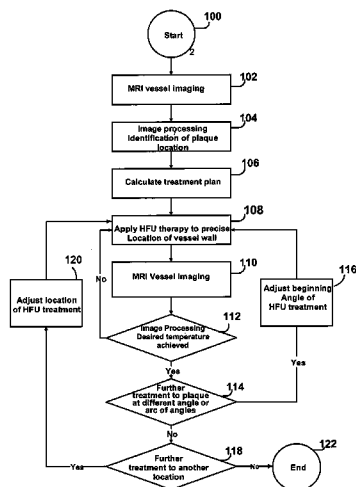 100
Start
2
MRI vessel imaging
102
Image processing
Identification of plaque
location
104
Calculate treatment plan
106
Apply HFU therapy to precise
Location of vessel wall
108
MRI Vessel Imaging
110
Image Processing
Desired temperature
achieved
112
No
Yes
Further
treatment to plaque
at different angle or
arc of angles
114
Adjust beginning
Angle of
HFU treatment
116
Yes
No
Further
treatment to another
location
118
Yes
Adjust location
of HFU treatment
120
No
End
122